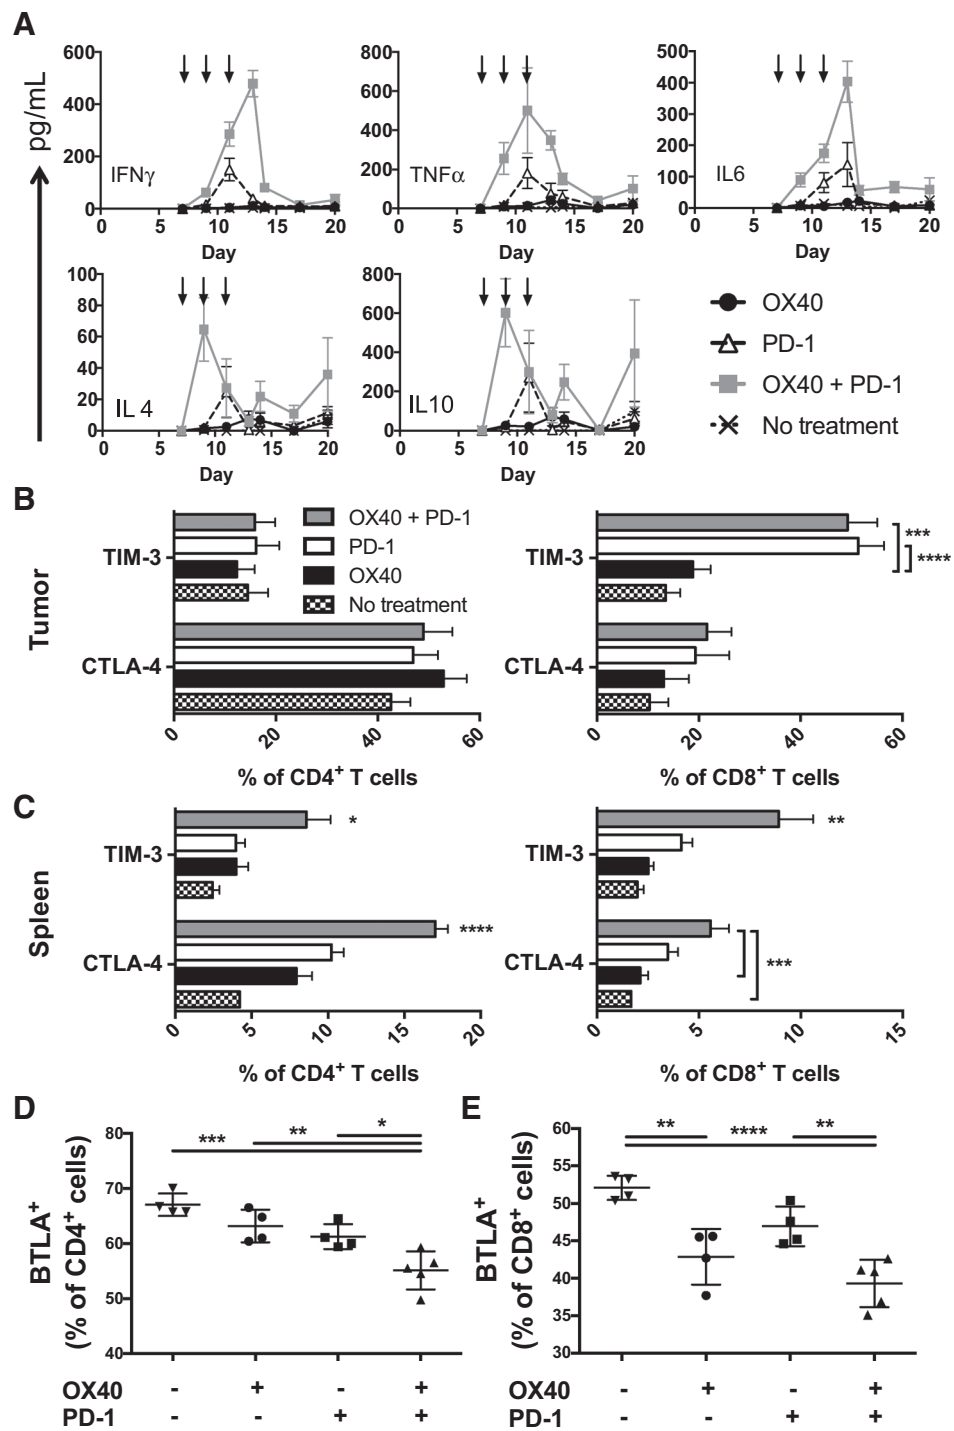 A
pg/mL
600
400
200
0
IFNγ
0 5 10 15 20
Day
800
600
400
200
0
TNFα
0 5 10 15 20
Day
500
400
300
200
100
0
IL6
0 5 10 15 20
Day
100
80
60
40
20
0
IL 4
0 5 10 15 20
Day
800
600
400
200
0
IL10
0 5 10 15 20
Day
OX40
PD-1
OX40 + PD-1
No treatment
B
Tumor
TIM-3
CTLA-4
OX40 + PD-1
PD-1
OX40
No treatment
0 20 40 60
% of CD4+ T cells
TIM-3
CTLA-4
***
****
0 20 40 60
% of CD8+ T cells
C
Spleen
TIM-3
*
CTLA-4
****
0 5 10 15 20
% of CD4+ T cells
TIM-3
**
CTLA-4
***
0 5 10 15
% of CD8+ T cells
D
BTLA+
(% of CD4+ cells)
80
70
60
50
40
*** ** *
OX40 - + - +
PD-1 - - + +
E
BTLA+
(% of CD8+ cells)
60
55
50
45
40
35
30
** **** **
OX40 - + - +
PD-1 - - + +